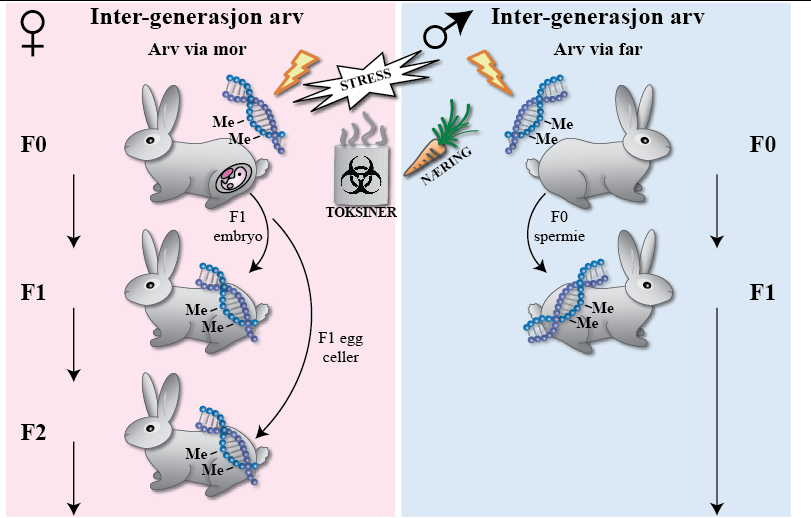 Inter-generasjon arv
Arv via mor
STRESS
Me
Me
F0
TOKSINER
NÆRING
F1
embryo
F1
Me
Me
F1 egg
celler
F2
Me
Me
Inter-generasjon arv
Arv via far
Me
Me
F0
F0
spermie
F1
Me
Me